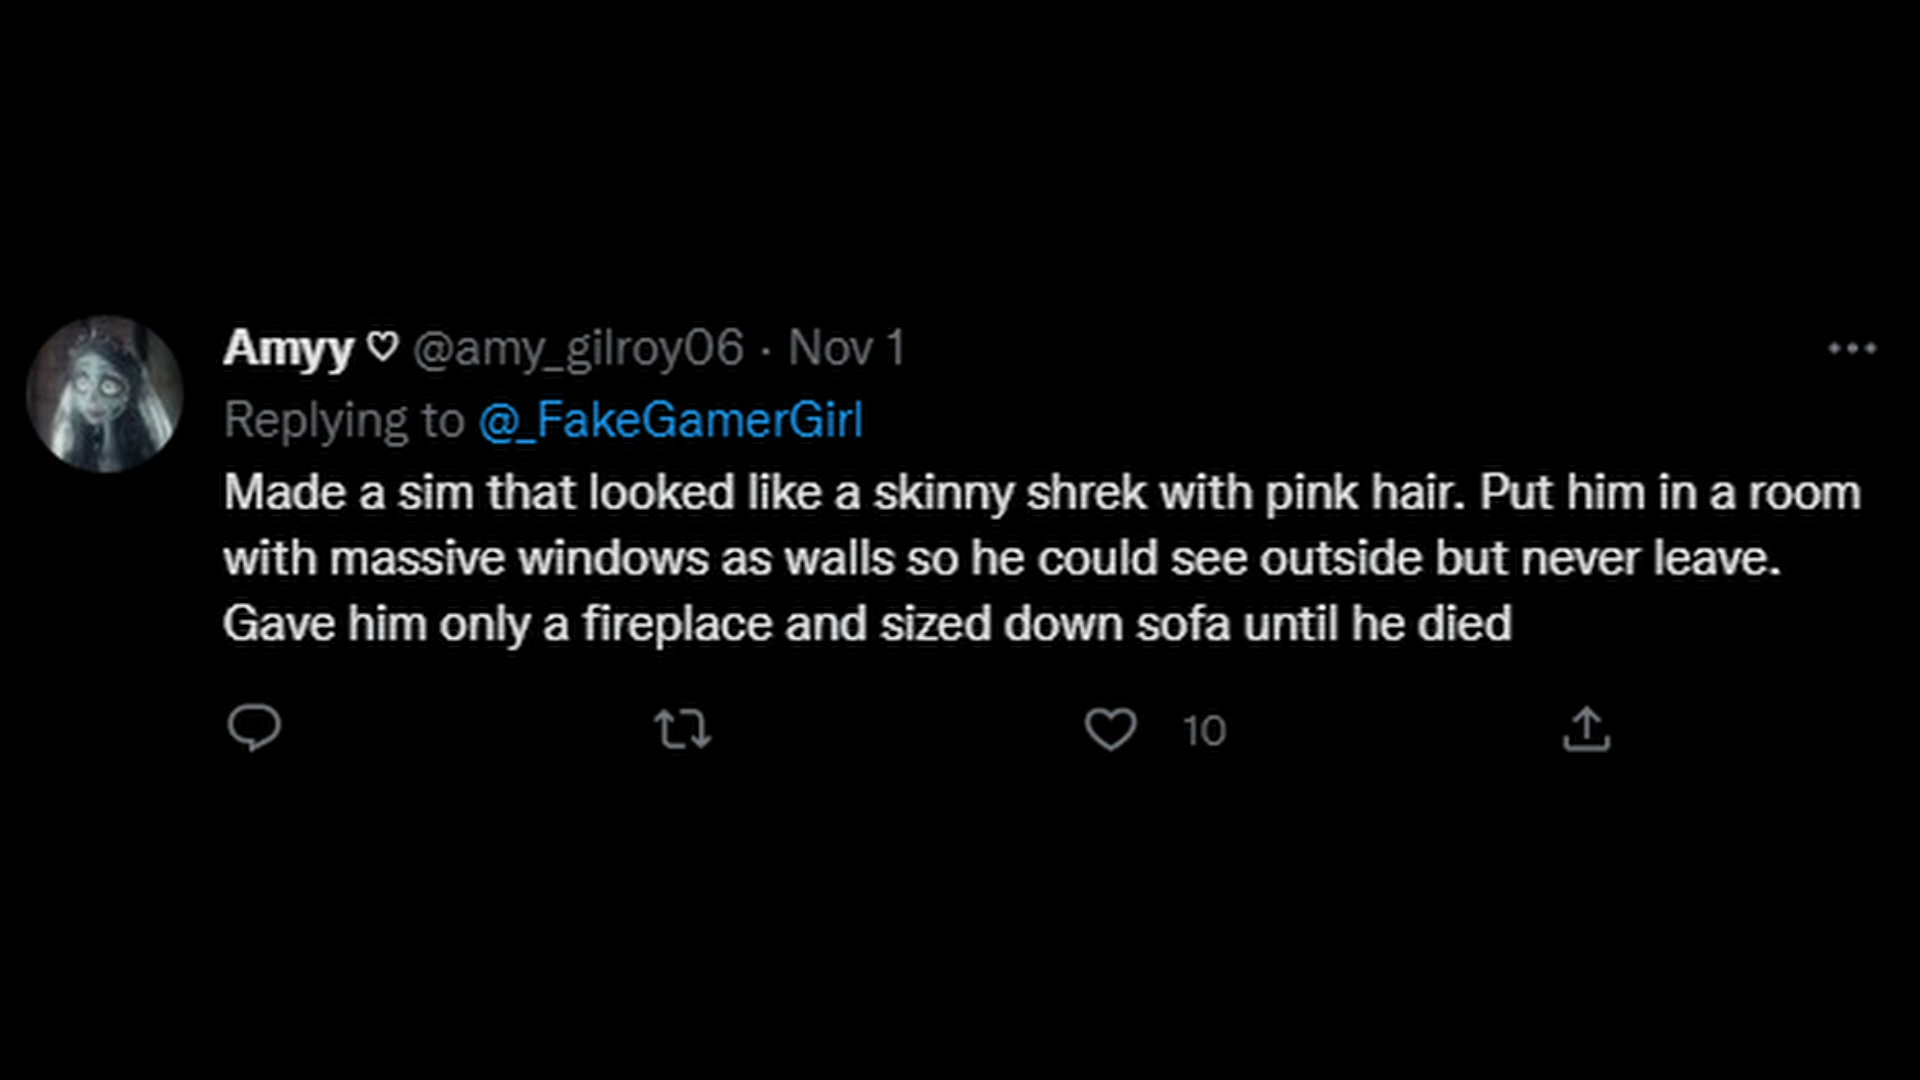 Amyy ♡ @amy_gilroy06 · Nov 1
Replying to @_FakeGamerGirl
Made a sim that looked like a skinny shrek with pink hair. Put him in a room
with massive windows as walls so he could see outside but never leave.
Gave him only a fireplace and sized down sofa until he died
10